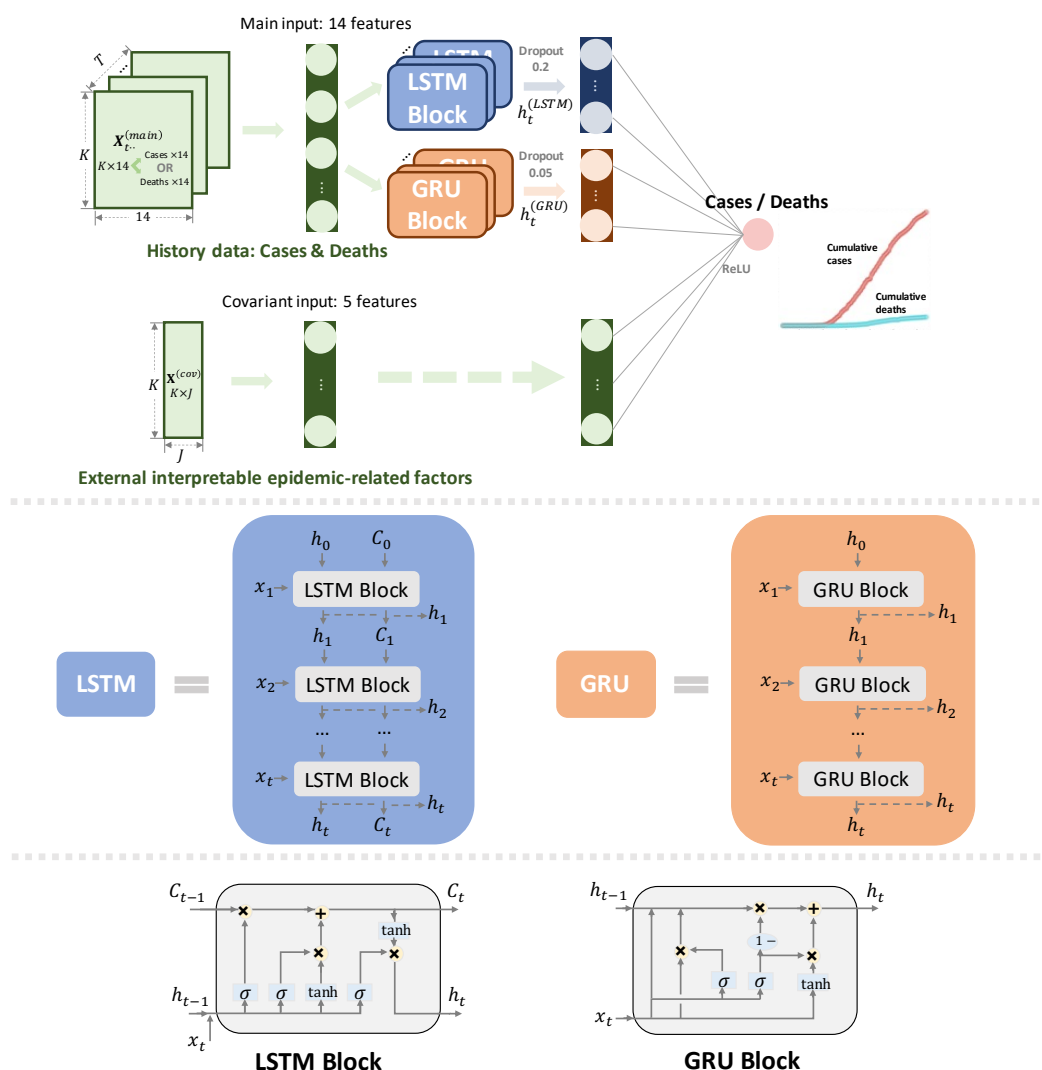 Main input: 14 features
T
...
K
X_{t··}^{(main)}
K×14
Cases ×14
OR
Deaths ×14
14
...
LSTM
LSTM
Block
Dropout
0.2
h_t^{(LSTM)}
...
...
GRU
GRU
Block
Dropout
0.05
h_t^{(GRU)}
...
...
History data: Cases & Deaths
Cases / Deaths
ReLU
Cumulative
cases
Cumulative
deaths
Covariant input: 5 features
K
X^{(cov)}
K×J
J
...
...
External interpretable epidemic-related factors
LSTM
=
h_0 C_0
x_1 LSTM Block
h_1
h_1 C_1
x_2 LSTM Block
h_2
... ...
x_t LSTM Block
h_t
h_t C_t
GRU
=
h_0
x_1 GRU Block
h_1
h_1
x_2 GRU Block
h_2
...
x_t GRU Block
h_t
h_t
C_{t−1} × + C_t
tanh
× ×
h_{t−1} σ σ tanh σ h_t
x_t
LSTM Block
h_{t−1} × + h_t
× 1 − ×
σ σ tanh
x_t
GRU Block